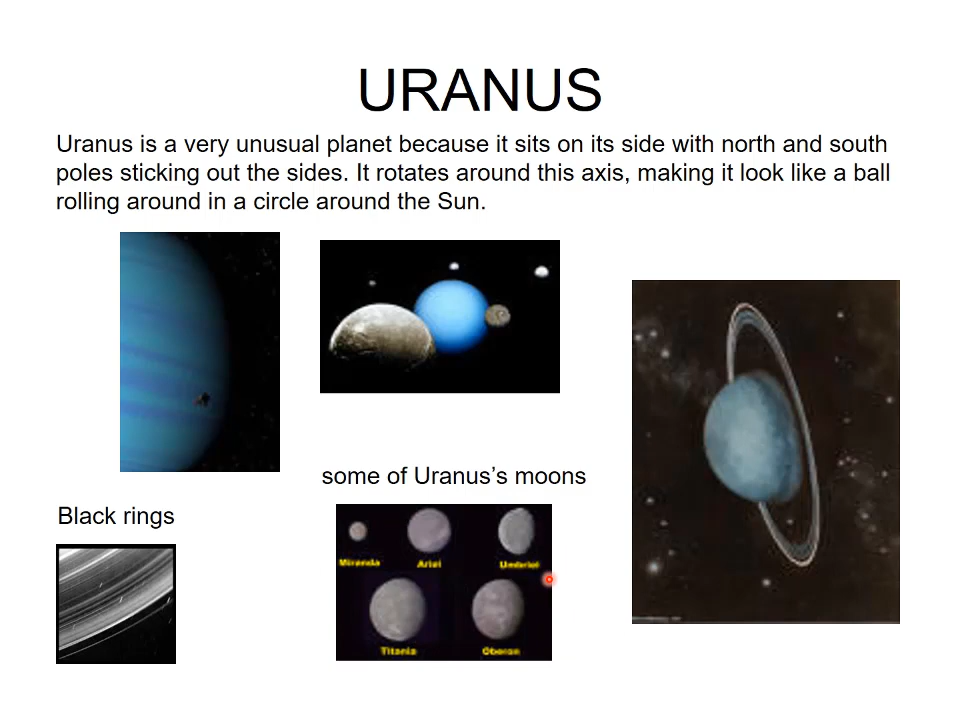 URANUS
Uranus is a very unusual planet because it sits on its side with north and south
poles sticking out the sides. It rotates around this axis, making it look like a ball
rolling around in a circle around the Sun.
some of Uranus’s moons
Black rings
Miranda Ariel Umbriel
Titania Oberon